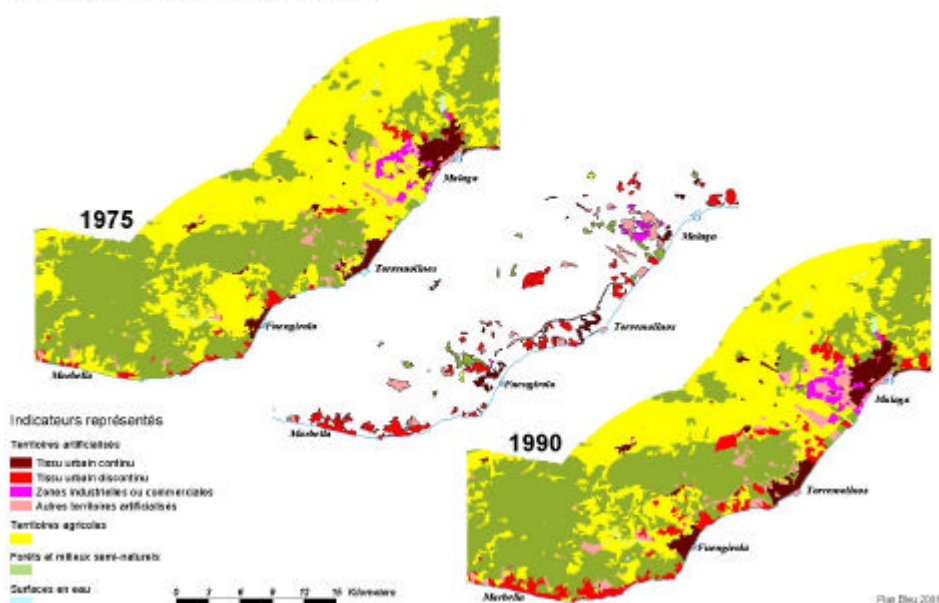 1975
Malaga
Torremolinos
Fuengirola
Marbella
Malaga
Torremolinos
Fuengirola
Marbella
1990
Malaga
Torremolinos
Fuengirola
Marbella
Indicateurs représentés
Territoires artificialisés
Tissu urbain continu
Tissu urbain discontinu
Zones industrielles ou commerciales
Autres territoires artificialisés
Territoires agricoles
Forêts et milieux semi-naturels
Surfaces en eau
0 3 6 9 12 15 Kilometers
Plan Bleu 2001